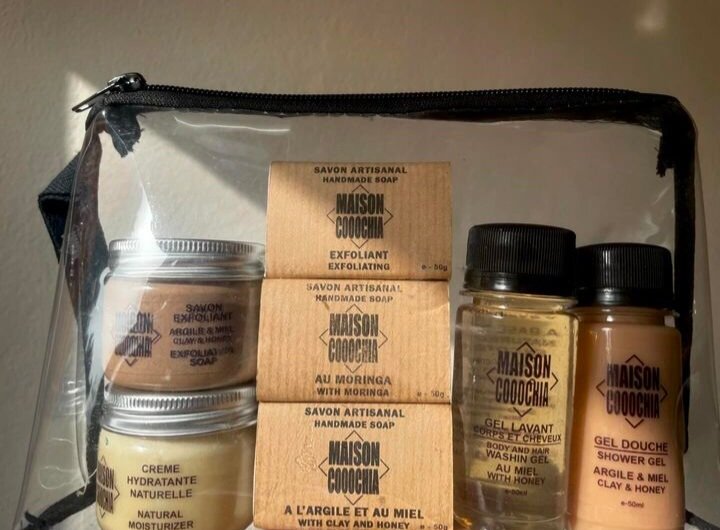 SAVON
EXFOLIANT
ARGILE & MIEL
CLAY & HONEY
EXFOLIATING
SOAP
MAISON
COOOCHIA
CREME
HYDRATANTE
NATURELLE
NATURAL
MOISTURIZER
MAISON
COOOCHIA
SAVON ARTISANAL
HANDMADE SOAP
MAISON
COOOCHIA
EXFOLIANT
EXFOLIATING
e - 50g
SAVON ARTISANAL
HANDMADE SOAP
MAISON
COOOCHIA
AU MORINGA
WITH MORINGA
e - 50g
SAVON ARTISANAL
HANDMADE SOAP
MAISON
COOOCHIA
A L'ARGILE ET AU MIEL
WITH CLAY AND HONEY
e - 50g
MAISON
COOOCHIA
GEL LAVANT
CORPS ET CHEVEUX
BODY AND HAIR
WASHIN GEL
AU MIEL
WITH HONEY
e-50ml
MAISON
COOOCHIA
GEL DOUCHE
SHOWER GEL
ARGILE & MIEL
CLAY & HONEY
e-50ml